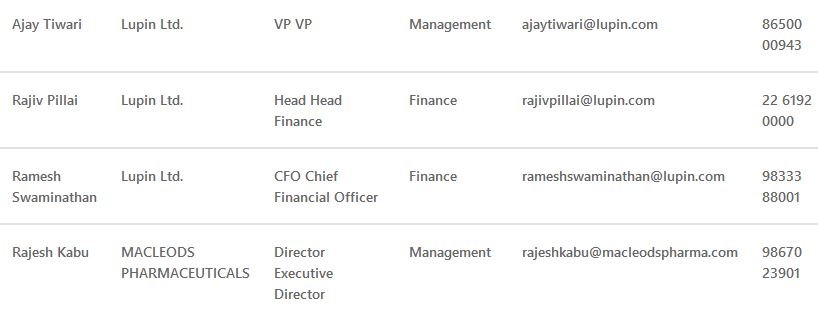 Ajay Tiwari Lupin Ltd. VP VP Management ajaytiwari@lupin.com 86500
00943
Rajiv Pillai Lupin Ltd. Head Head Finance rajivpillai@lupin.com 22 6192
Finance 0000
Ramesh Lupin Ltd. CFO Chief Finance rameshswaminathan@lupin.com 98333
Swaminathan Financial Officer 88001
Rajesh Kabu MACLEODS Director Management rajeshkabu@macleodspharma.com 98670
PHARMACEUTICALS Executive 23901
Director